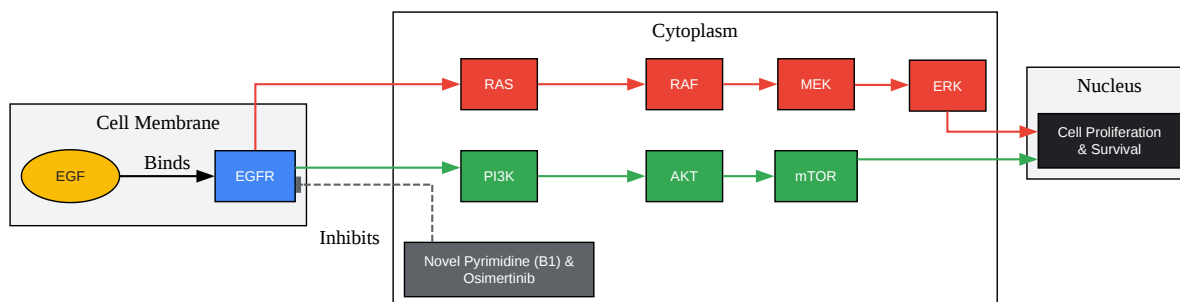 Cytoplasm
RAS
RAF
MEK
ERK
Nucleus
Cell Membrane
Cell Proliferation
& Survival
Binds
EGF
EGFR
PI3K
AKT
mTOR
Inhibits
Novel Pyrimidine (B1) &
Osimertinib